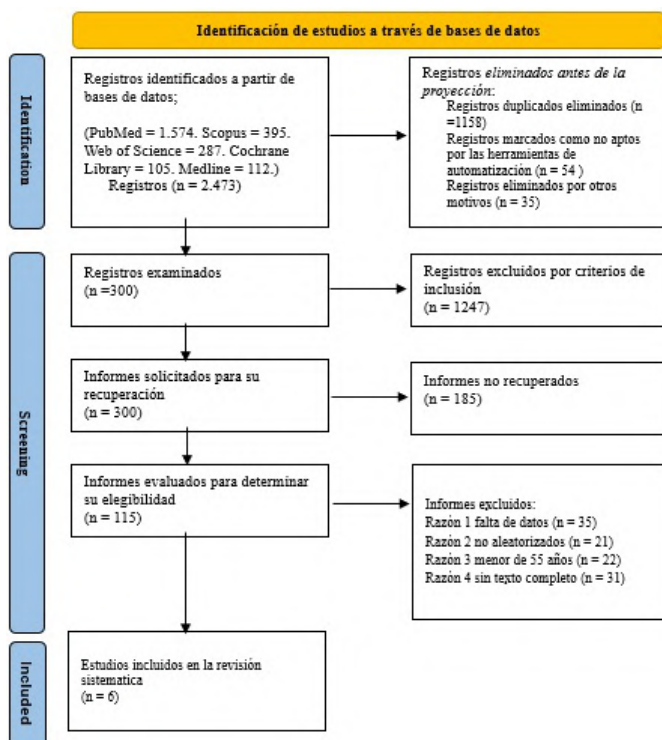 Identificación de estudios a través de bases de datos
Identification
Registros identificados a partir de
bases de datos;
(PubMed = 1.574. Scopus = 395.
Web of Science = 287. Cochrane
Library = 105. Medline = 112.)
Registros (n = 2.473)
Registros eliminados antes de la
proyección:
Registros duplicados eliminados (n
=1158)
Registros marcados como no aptos
por las herramientas de
automatización (n = 54 )
Registros eliminados por otros
motivos (n = 35)
Screening
Registros examinados
(n =300)
Registros excluidos por criterios de
inclusión
(n = 1247)
Informes solicitados para su
recuperación
(n = 300)
Informes no recuperados
(n = 185)
Informes evaluados para determinar
su elegibilidad
(n = 115)
Informes excluidos:
Razón 1 falta de datos (n = 35)
Razón 2 no aleatorizados (n = 21)
Razón 3 menor de 55 años (n = 22)
Razón 4 sin texto completo (n = 31)
Included
Estudios incluidos en la revisión
sistematica
(n = 6)